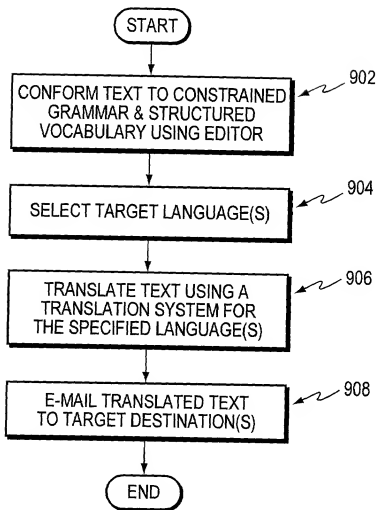 START
902
CONFORM TEXT TO CONSTRAINED
GRAMMAR & STRUCTURED
VOCABULARY USING EDITOR
904
SELECT TARGET LANGUAGE(S)
906
TRANSLATE TEXT USING A
TRANSLATION SYSTEM FOR
THE SPECIFIED LANGUAGE(S)
908
E-MAIL TRANSLATED TEXT
TO TARGET DESTINATION(S)
END